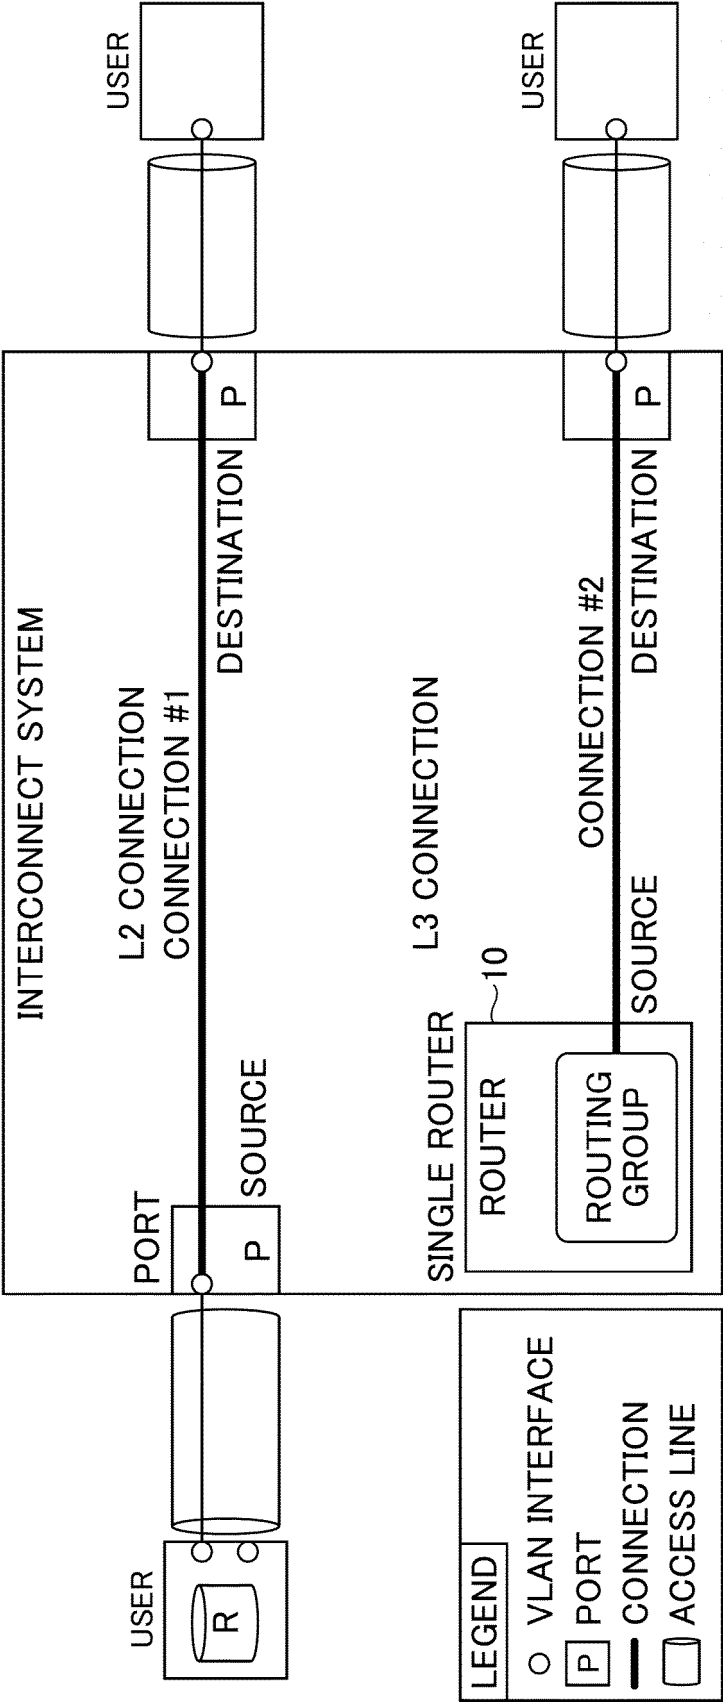 INTERCONNECT SYSTEM
USER
PORT
P
SOURCE
L2 CONNECTION
CONNECTION #1
DESTINATION
P
USER
R
SINGLE ROUTER
10
ROUTER
ROUTING
GROUP
L3 CONNECTION
SOURCE
CONNECTION #2
DESTINATION
P
USER
LEGEND
VLAN INTERFACE
P PORT
CONNECTION
ACCESS LINE